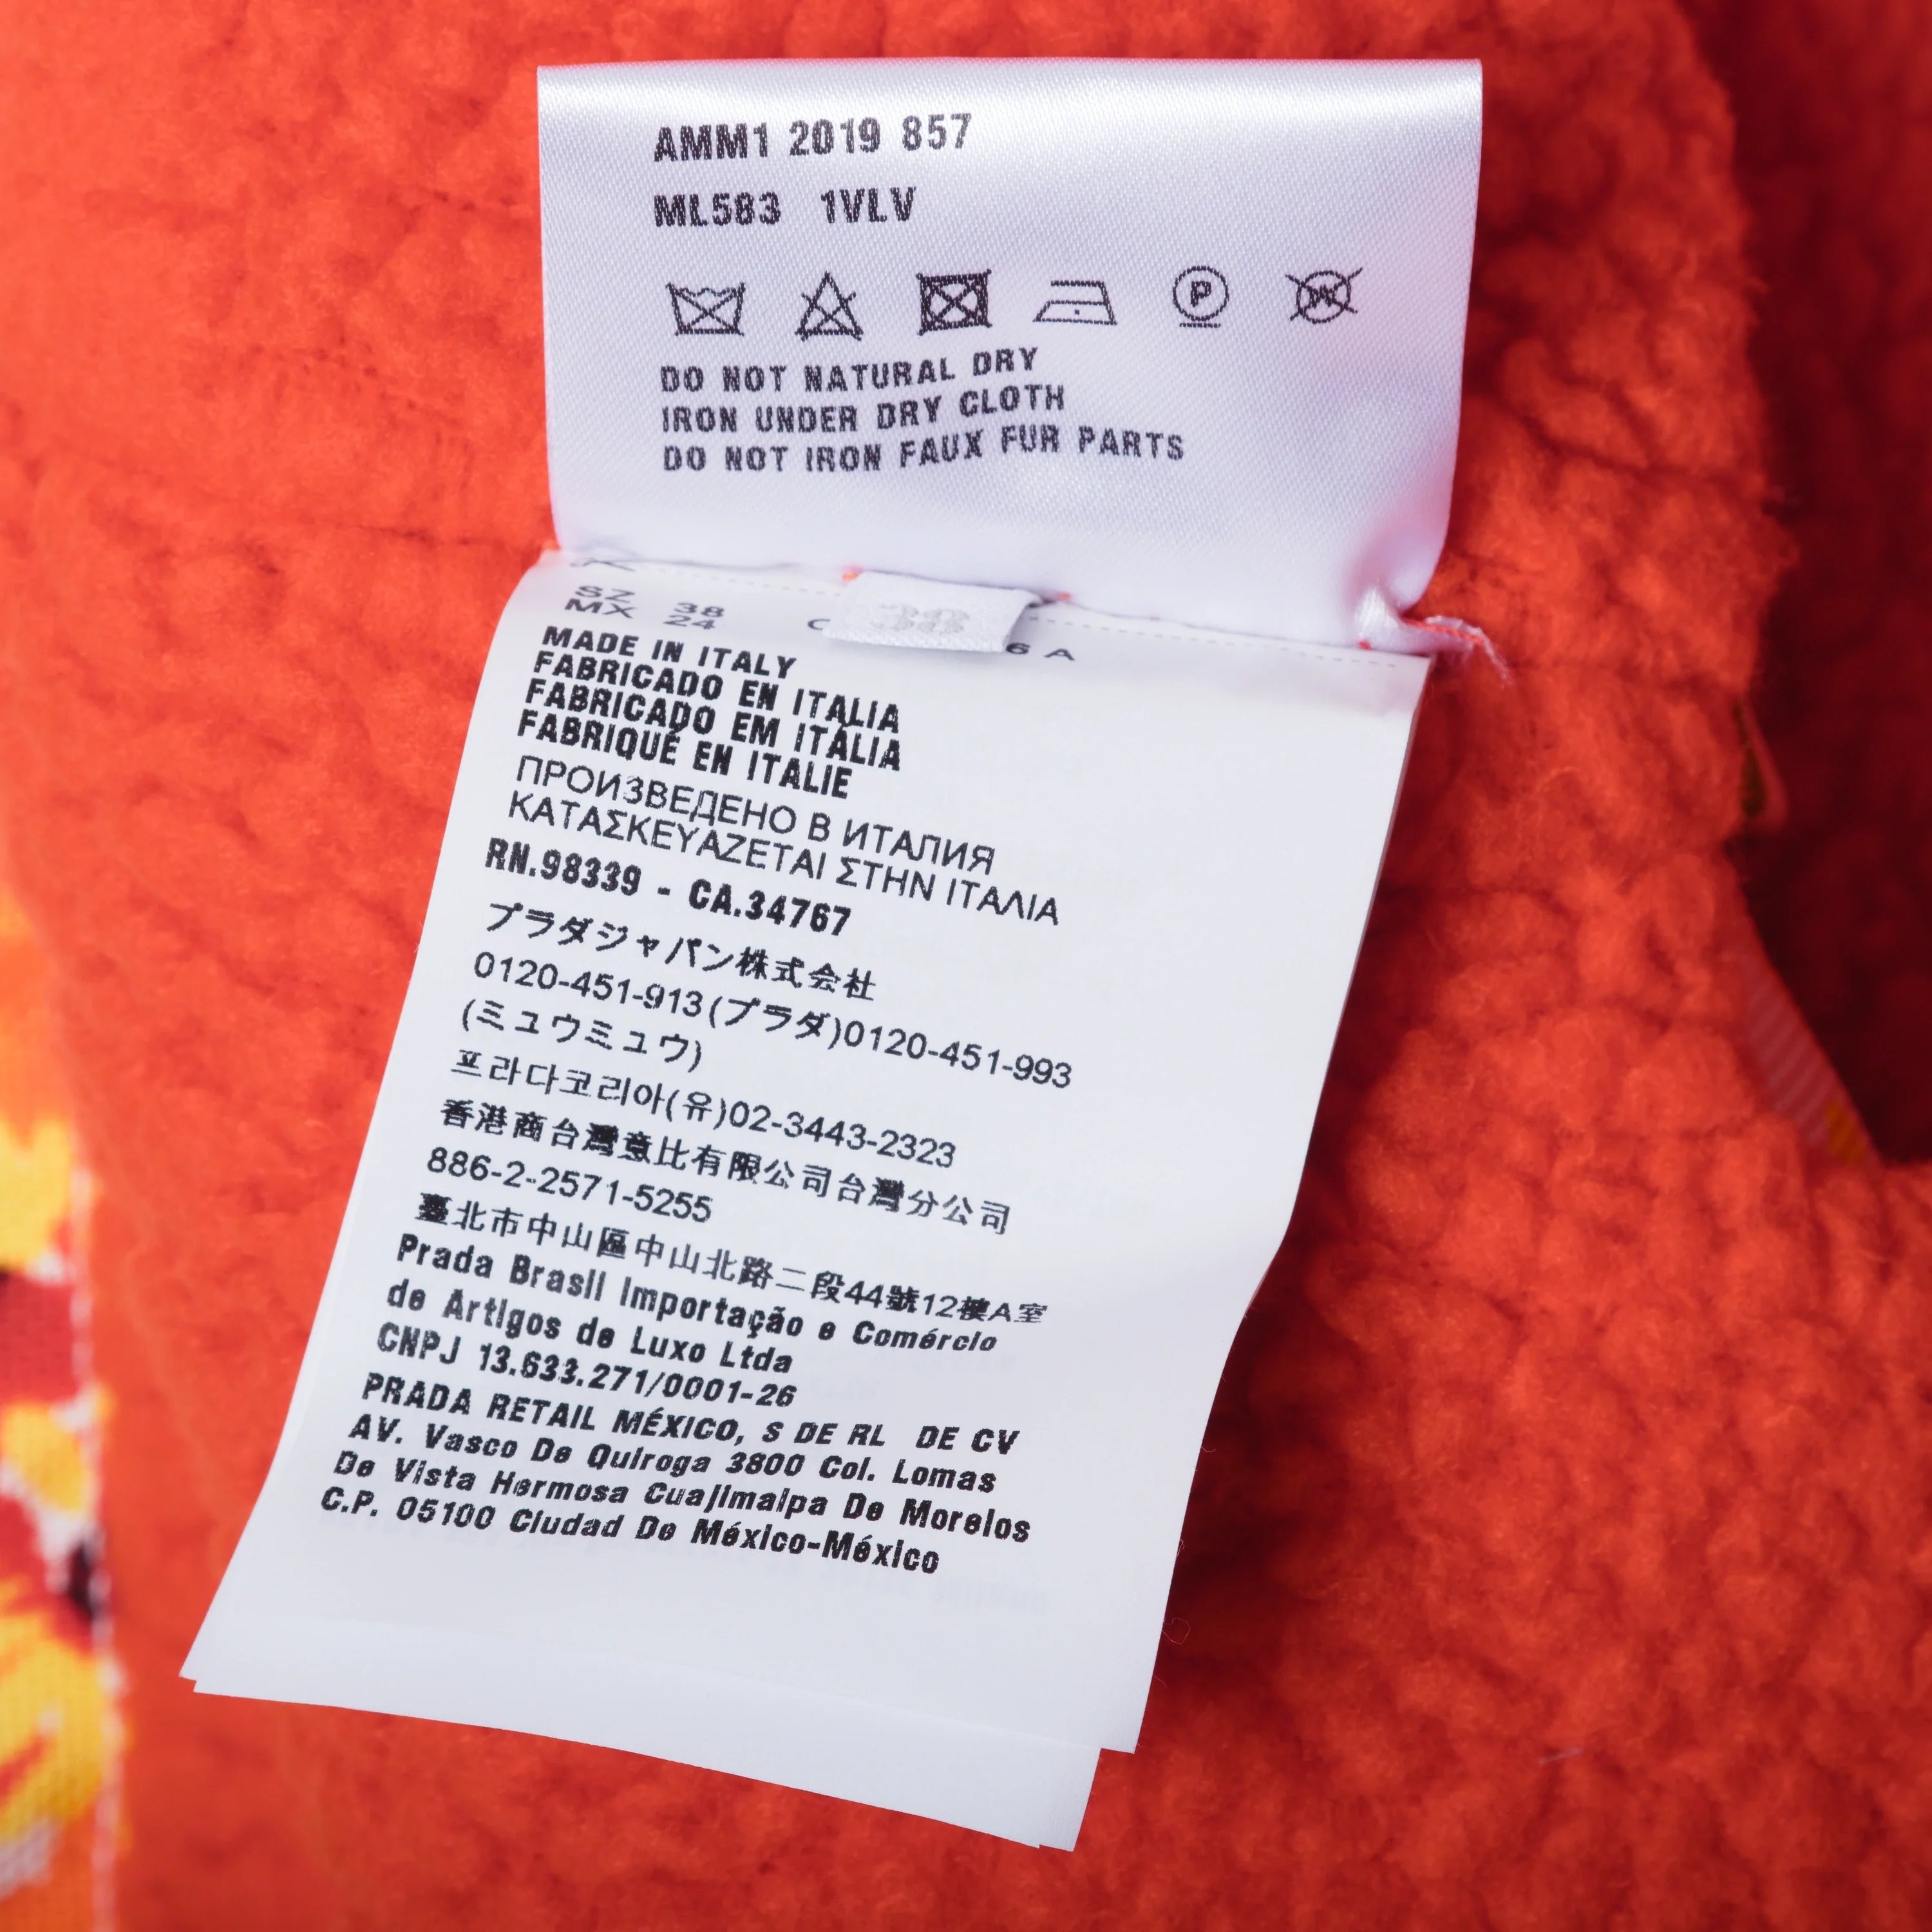 AMM1 2019 857
ML583 1VLV
P
W
DO NOT NATURAL DRY
IRON UNDER DRY CLOTH
DO NOT IRON FAUX FUR PARTS
SZ 38
MX 24
38
6 A
MADE IN ITALY
FABRICADO EN ITALIA
FABRICADO EM ITÁLIA
FABRIQUÉ EN ITALIE
ПРОИЗВЕДЕНО В ИТАЛИЯ
ΚΑΤΑΣΚΕΥΑΖΕΤΑΙ ΣΤΗΝ ΙΤΑΛΙΑ
RN.98339 - CA.34767
プラダジャパン株式会社
0120-451-913(プラダ)0120-451-993
(ミュウミュウ)
프라다코리아(유)02-3443-2323
香港商台灣意比有限公司台灣分公司
886-2-2571-5255
臺北市中山區中山北路二段44號12樓A室
Prada Brasil Importação e Comércio
de Artigos de Luxo Ltda
CNPJ 13.633.271/0001-26
PRADA RETAIL MÉXICO, S DE RL DE CV
AV. Vasco De Quiroga 3800 Col. Lomas
De Vista Hermosa Cuajimalpa De Morelos
C.P. 05100 Ciudad De México-México